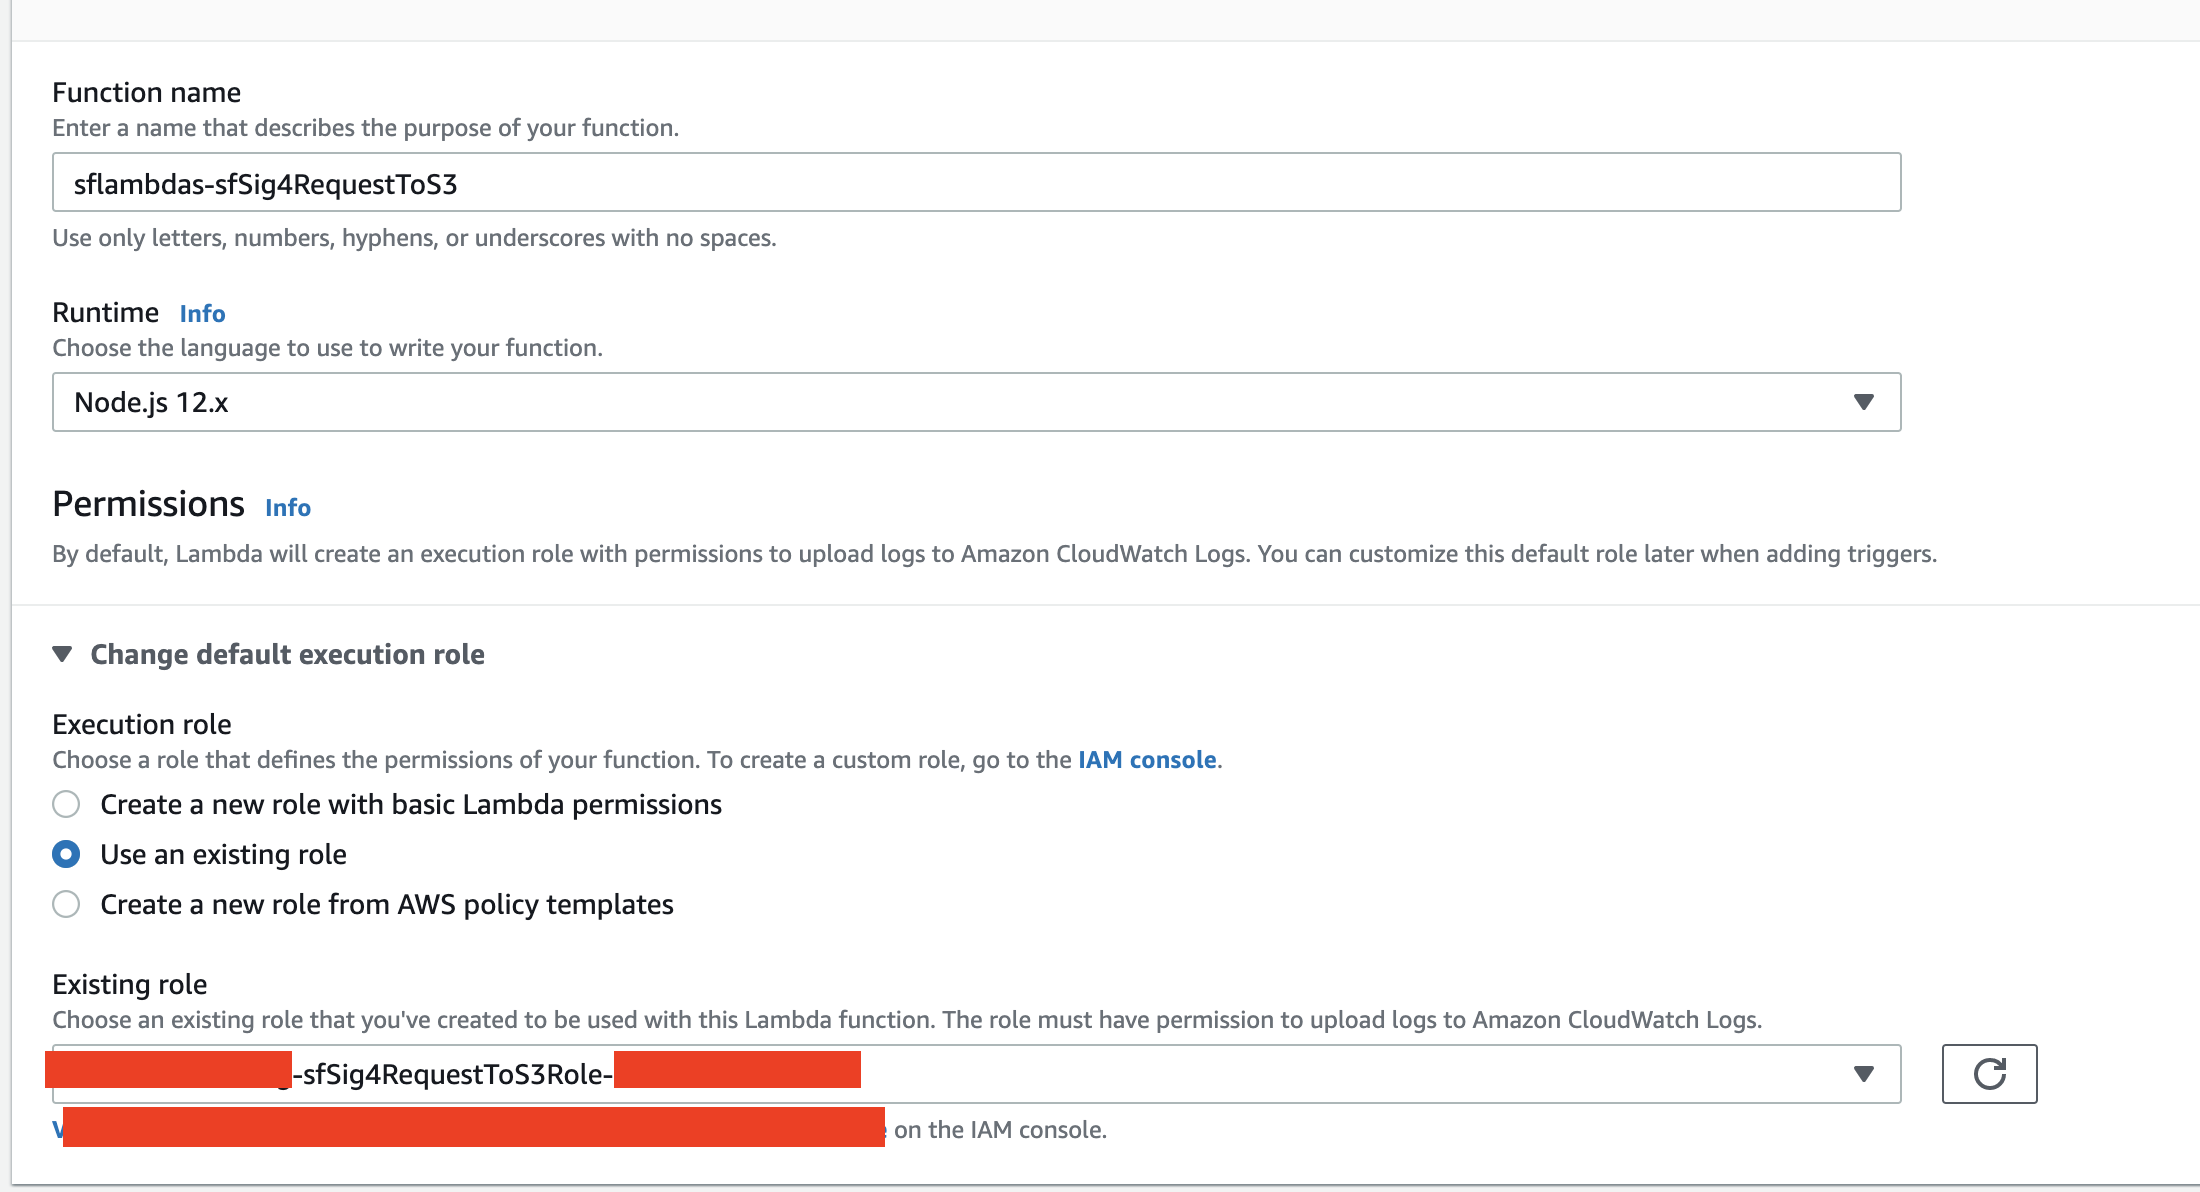 Function name
Enter a name that describes the purpose of your function.
sflambdas-sfSig4RequestToS3
Use only letters, numbers, hyphens, or underscores with no spaces.
Runtime Info
Choose the language to use to write your function.
Node.js 12.x
Permissions Info
By default, Lambda will create an execution role with permissions to upload logs to Amazon CloudWatch Logs. You can customize this default role later when adding triggers.
Change default execution role
Execution role
Choose a role that defines the permissions of your function. To create a custom role, go to the IAM console.
Create a new role with basic Lambda permissions
Use an existing role
Create a new role from AWS policy templates
Existing role
Choose an existing role that you've created to be used with this Lambda function. The role must have permission to upload logs to Amazon CloudWatch Logs.
-sfSig4RequestToS3Role-
on the IAM console.